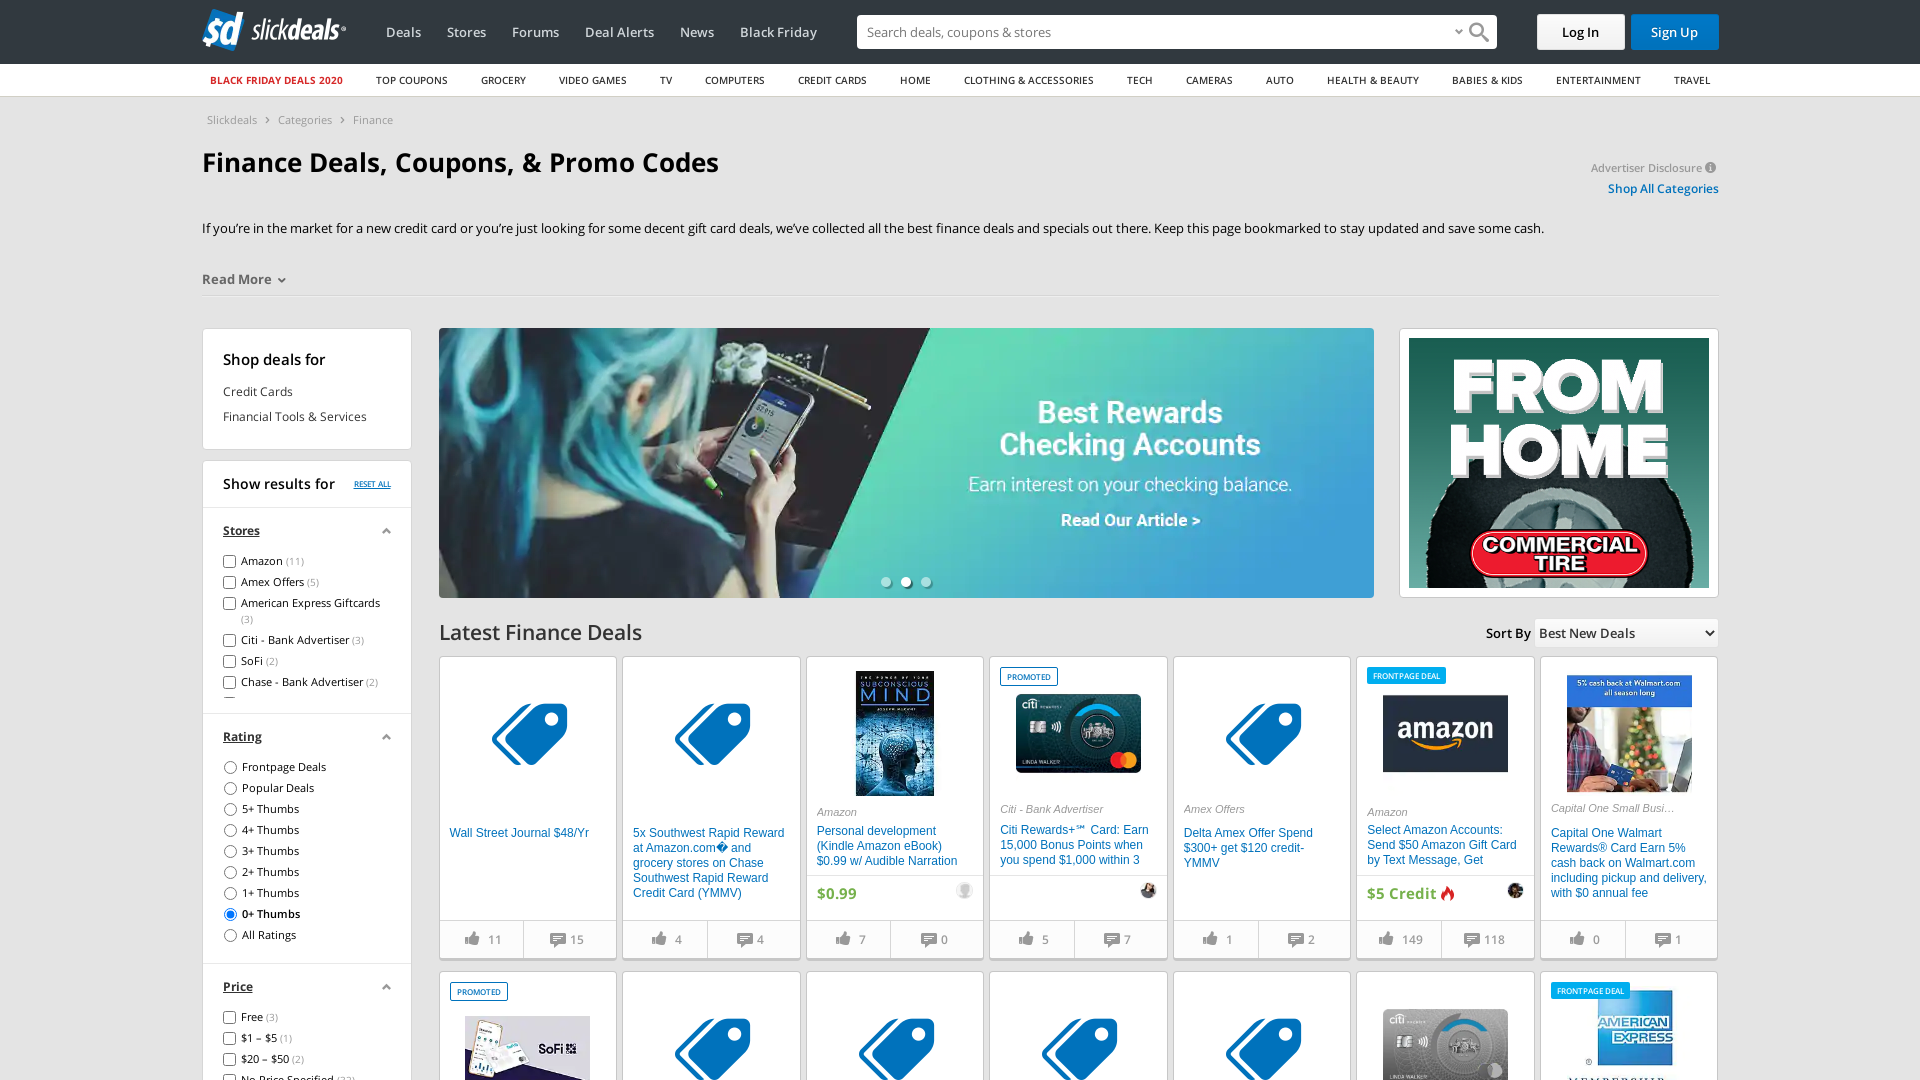 slickdeals
Deals
Stores
Forums
Deal Alerts
News
Black Friday
Search deals, coupons & stores
Log In
Sign Up
BLACK FRIDAY DEALS 2020
TOP COUPONS
GROCERY
VIDEO GAMES
TV
COMPUTERS
CREDIT CARDS
HOME
CLOTHING & ACCESSORIES
TECH
CAMERAS
AUTO
HEALTH & BEAUTY
BABIES & KIDS
ENTERTAINMENT
TRAVEL
Slickdeals > Categories > Finance
Finance Deals, Coupons, & Promo Codes
Advertiser Disclosure
Shop All Categories
If you’re in the market for a new credit card or you’re just looking for some decent gift card deals, we’ve collected all the best finance deals and specials out there. Keep this page bookmarked to stay updated and save some cash.
Read More
Shop deals for
Credit Cards
Financial Tools & Services
Show results for
RESET ALL
Stores
Amazon (11)
Amex Offers (5)
American Express Giftcards
(3)
Citi - Bank Advertiser (3)
SoFi (2)
Chase - Bank Advertiser (2)
Rating
Frontpage Deals
Popular Deals
5+ Thumbs
4+ Thumbs
3+ Thumbs
2+ Thumbs
1+ Thumbs
0+ Thumbs
All Ratings
Price
Free (3)
$1 – $5 (1)
$20 – $50 (2)
No Price Specified (22)
Best Rewards
Checking Accounts
Earn interest on your checking balance.
Read Our Article >
FROM
HOME
COMMERCIAL
TIRE
Latest Finance Deals
Sort By
Best New Deals
Wall Street Journal $48/Yr
11
15
5x Southwest Rapid Reward
at Amazon.com� and
grocery stores on Chase
Southwest Rapid Reward
Credit Card (YMMV)
4
4
THE POWER OF YOUR
SUBCONSCIOUS
MIND
JOSEPH MURPHY
Amazon
Personal development
(Kindle Amazon eBook)
$0.99 w/ Audible Narration
$0.99
7
0
PROMOTED
citi
LINDA WALKER
Citi - Bank Advertiser
Citi Rewards+℠ Card: Earn
15,000 Bonus Points when
you spend $1,000 within 3
5
7
Amex Offers
Delta Amex Offer Spend
$300+ get $120 credit-
YMMV
1
2
FRONTPAGE DEAL
amazon
Amazon
Select Amazon Accounts:
Send $50 Amazon Gift Card
by Text Message, Get
$5 Credit
149
118
5% cash back at Walmart.com
all season long
Capital One Small Busi…
Capital One Walmart
Rewards® Card Earn 5%
cash back on Walmart.com
including pickup and delivery,
with $0 annual fee
0
1
PROMOTED
SoFi
citi
LINDA WALKER
FRONTPAGE DEAL
AMERICAN
EXPRESS
®
MEMBERSHIP